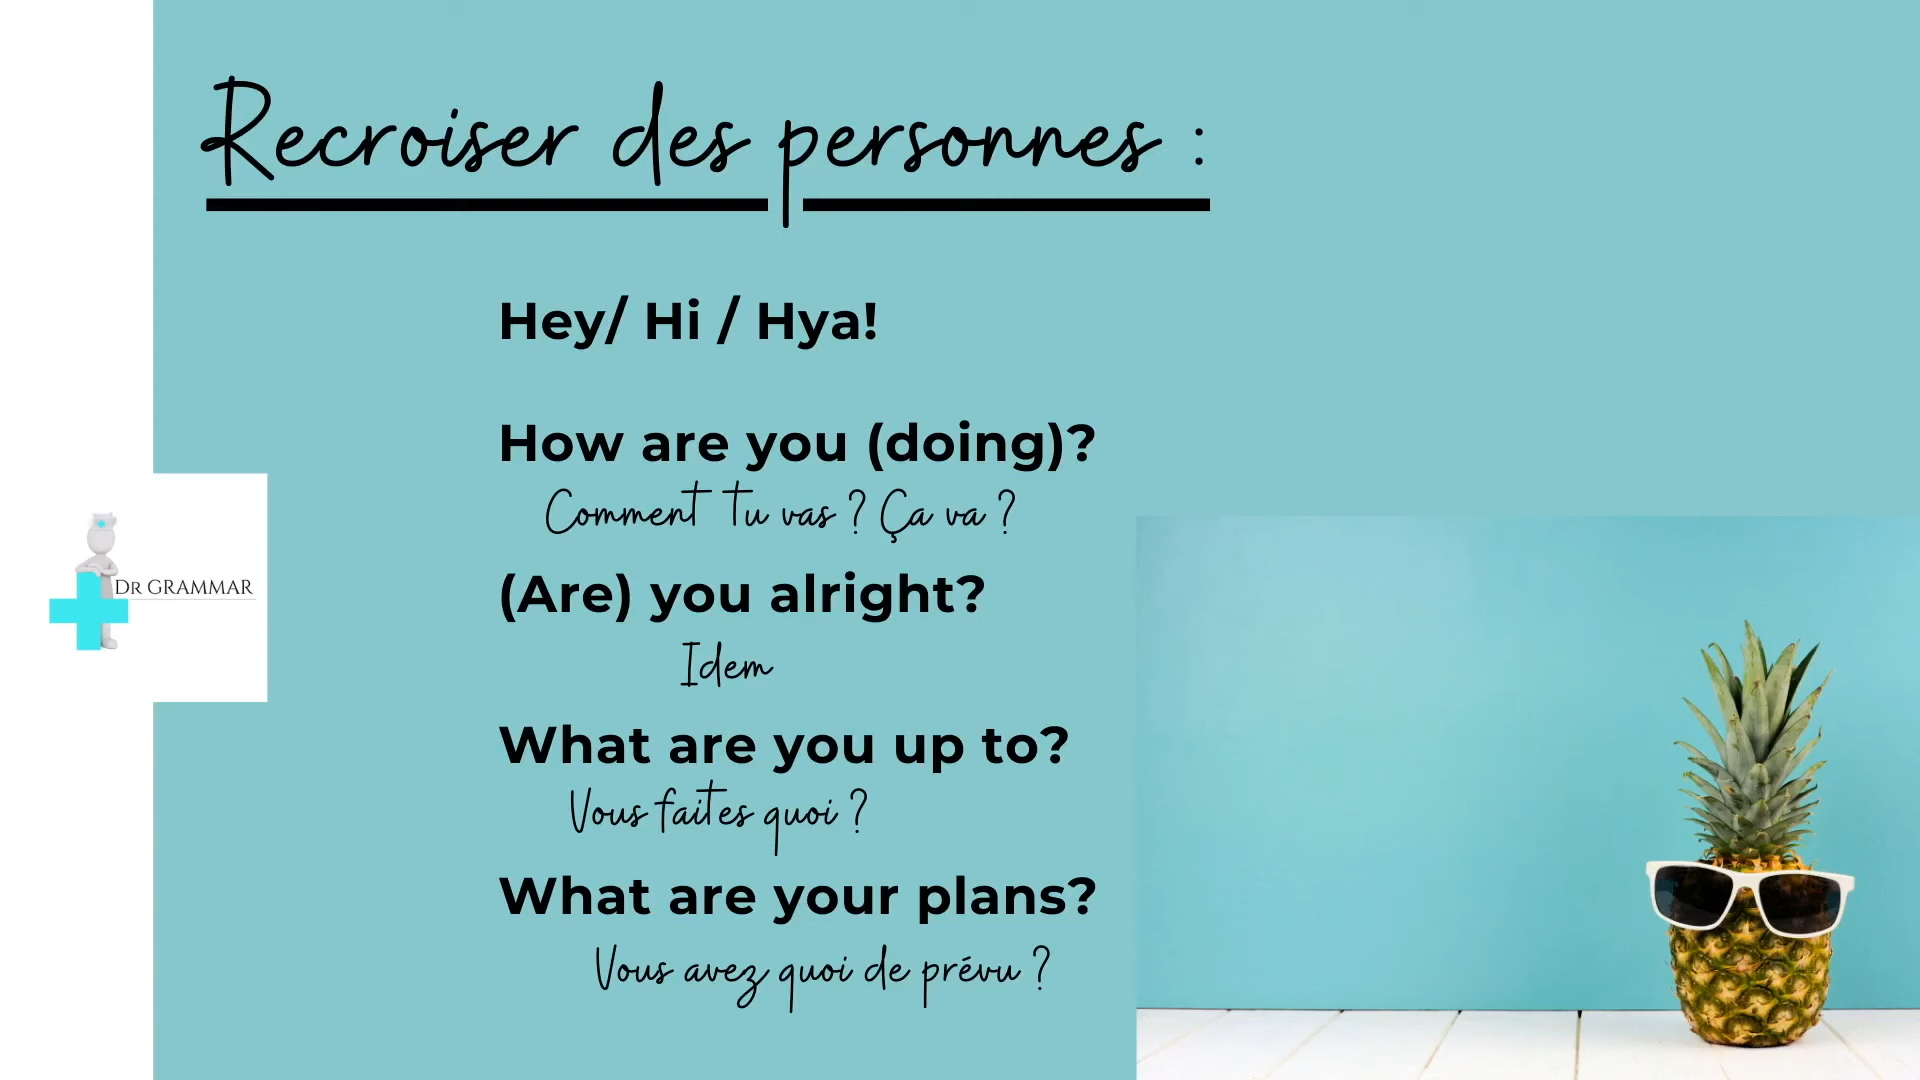 Recroiser des personnes :
Hey/ Hi / Hya!
How are you (doing)?
Comment tu vas ? Ça va ?
(Are) you alright?
Idem
What are you up to?
Vous faites quoi ?
What are your plans?
Vous avez quoi de prévu ?
DR GRAMMAR